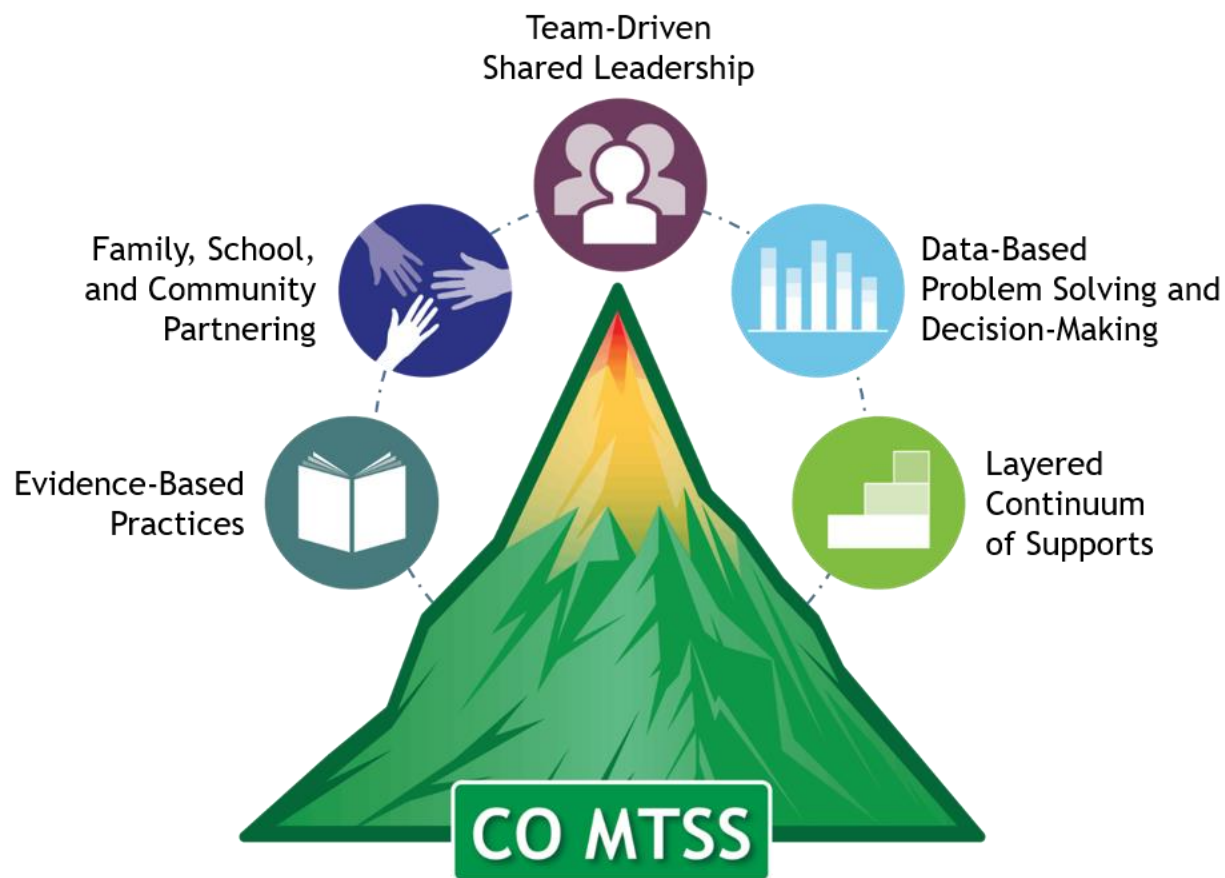 Team-Driven
Shared Leadership
Family, School,
and Community
Partnering
Data-Based
Problem Solving and
Decision-Making
Evidence-Based
Practices
Layered
Continuum
of Supports
CO MTSS